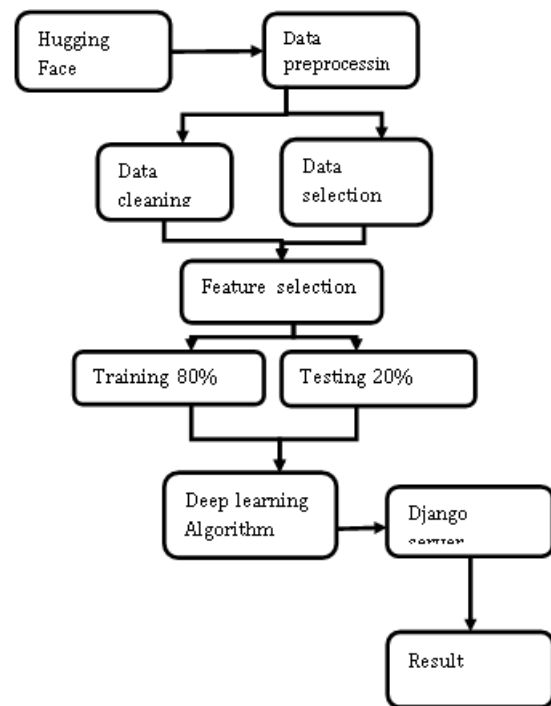 Hugging
Face
Data
preprocessin
Data
cleaning
Data
selection
Feature selection
Training 80%
Testing 20%
Deep learning
Algorithm
Django
server
Result